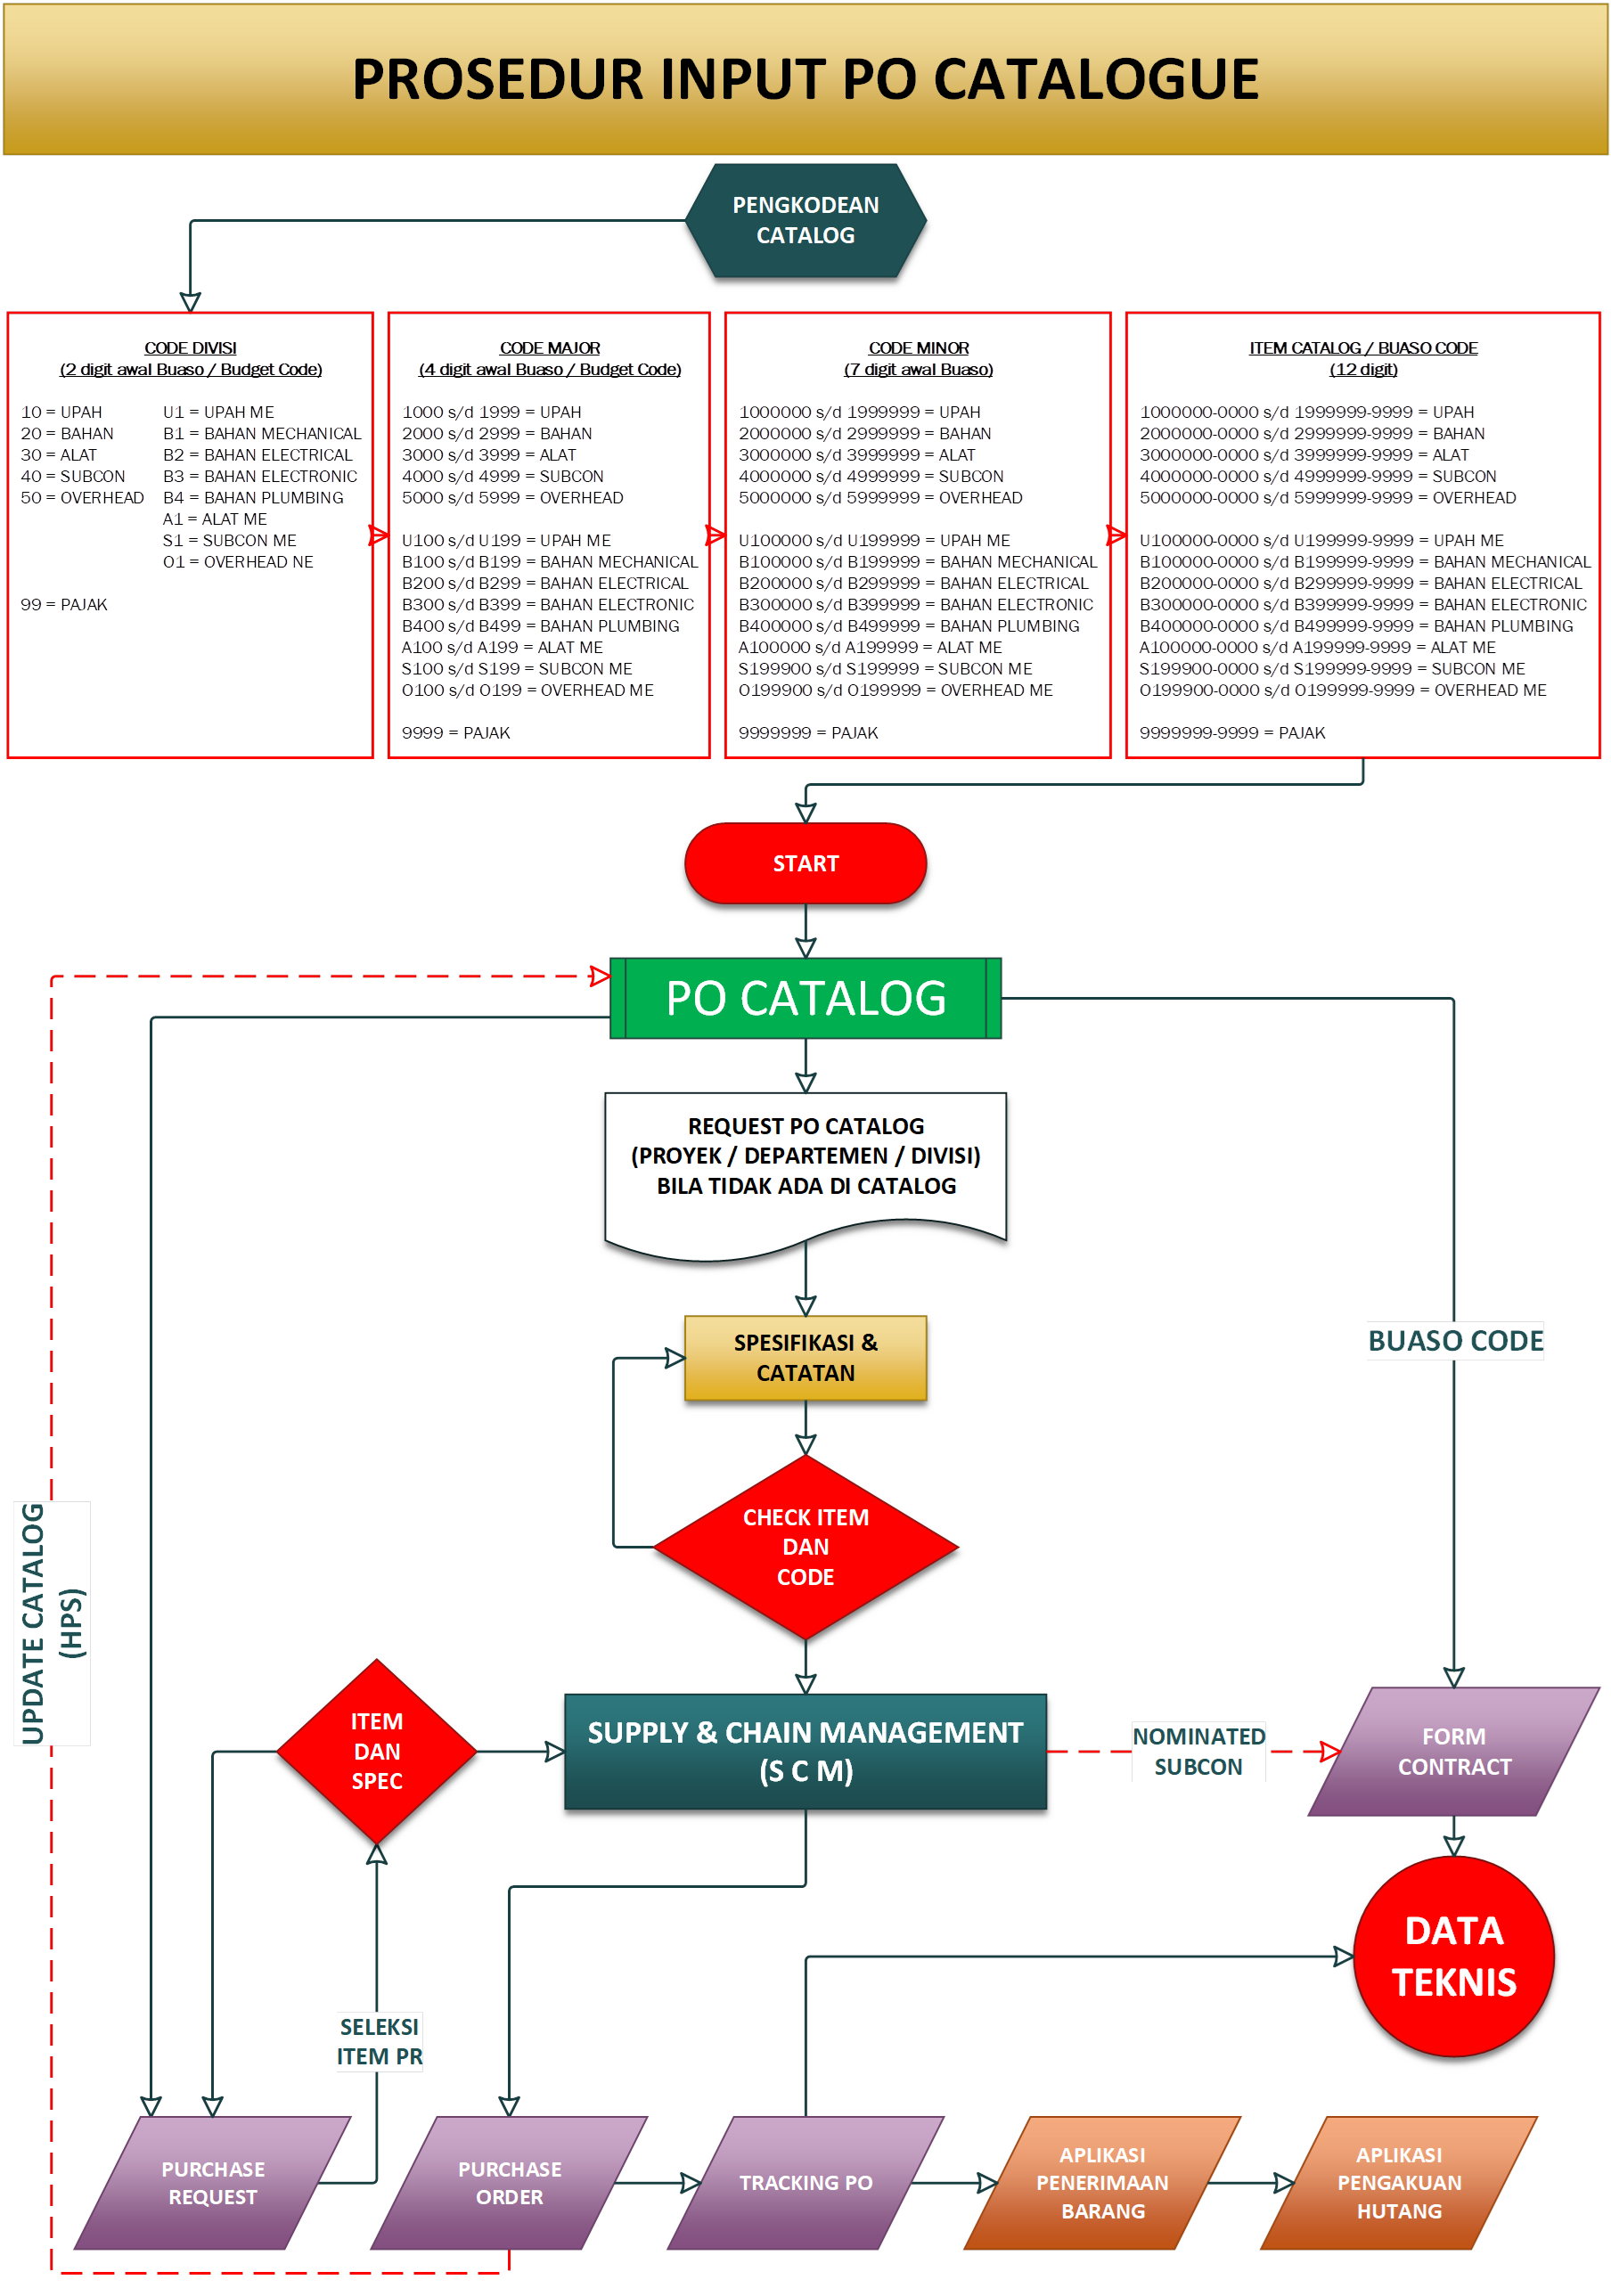 PROSEDUR INPUT PO CATALOGUE
PENGKODEAN
CATALOG
CODE DIVISI
(2 digit awal Buaso / Budget Code)
10 = UPAH
20 = BAHAN
30 = ALAT
40 = SUBCON
50 = OVERHEAD
99 = PAJAK
U1 = UPAH ME
B1 = BAHAN MECHANICAL
B2 = BAHAN ELECTRICAL
B3 = BAHAN ELECTRONIC
B4 = BAHAN PLUMBING
A1 = ALAT ME
S1 = SUBCON ME
O1 = OVERHEAD NE
CODE MAJOR
(4 digit awal Buaso / Budget Code)
1000 s/d 1999 = UPAH
2000 s/d 2999 = BAHAN
3000 s/d 3999 = ALAT
4000 s/d 4999 = SUBCON
5000 s/d 5999 = OVERHEAD
U100 s/d U199 = UPAH ME
B100 s/d B199 = BAHAN MECHANICAL
B200 s/d B299 = BAHAN ELECTRICAL
B300 s/d B399 = BAHAN ELECTRONIC
B400 s/d B499 = BAHAN PLUMBING
A100 s/d A199 = ALAT ME
S100 s/d S199 = SUBCON ME
O100 s/d O199 = OVERHEAD ME
9999 = PAJAK
CODE MINOR
(7 digit awal Buaso)
1000000 s/d 1999999 = UPAH
2000000 s/d 2999999 = BAHAN
3000000 s/d 3999999 = ALAT
4000000 s/d 4999999 = SUBCON
5000000 s/d 5999999 = OVERHEAD
U100000 s/d U199999 = UPAH ME
B100000 s/d B199999 = BAHAN MECHANICAL
B200000 s/d B299999 = BAHAN ELECTRICAL
B300000 s/d B399999 = BAHAN ELECTRONIC
B400000 s/d B499999 = BAHAN PLUMBING
A100000 s/d A199999 = ALAT ME
S199900 s/d S199999 = SUBCON ME
O199900 s/d O199999 = OVERHEAD ME
9999999 = PAJAK
ITEM CATALOG / BUASO CODE
(12 digit)
1000000-0000 s/d 1999999-9999 = UPAH
2000000-0000 s/d 2999999-9999 = BAHAN
3000000-0000 s/d 3999999-9999 = ALAT
4000000-0000 s/d 4999999-9999 = SUBCON
5000000-0000 s/d 5999999-9999 = OVERHEAD
U100000-0000 s/d U199999-9999 = UPAH ME
B100000-0000 s/d B199999-9999 = BAHAN MECHANICAL
B200000-0000 s/d B299999-9999 = BAHAN ELECTRICAL
B300000-0000 s/d B399999-9999 = BAHAN ELECTRONIC
B400000-0000 s/d B499999-9999 = BAHAN PLUMBING
A100000-0000 s/d A199999-9999 = ALAT ME
S199900-0000 s/d S199999-9999 = SUBCON ME
O199900-0000 s/d O199999-9999 = OVERHEAD ME
9999999-9999 = PAJAK
START
PO CATALOG
REQUEST PO CATALOG
(PROYEK / DEPARTEMEN / DIVISI)
BILA TIDAK ADA DI CATALOG
SPESIFIKASI &
CATATAN
BUASO CODE
CHECK ITEM
DAN
CODE
UPDATE CATALOG
(HPS)
ITEM
DAN
SPEC
SUPPLY & CHAIN MANAGEMENT
(S C M)
NOMINATED
SUBCON
FORM
CONTRACT
DATA
TEKNIS
SELEKSI
ITEM PR
PURCHASE
REQUEST
PURCHASE
ORDER
TRACKING PO
APLIKASI
PENERIMAAN
BARANG
APLIKASI
PENGAKUAN
HUTANG